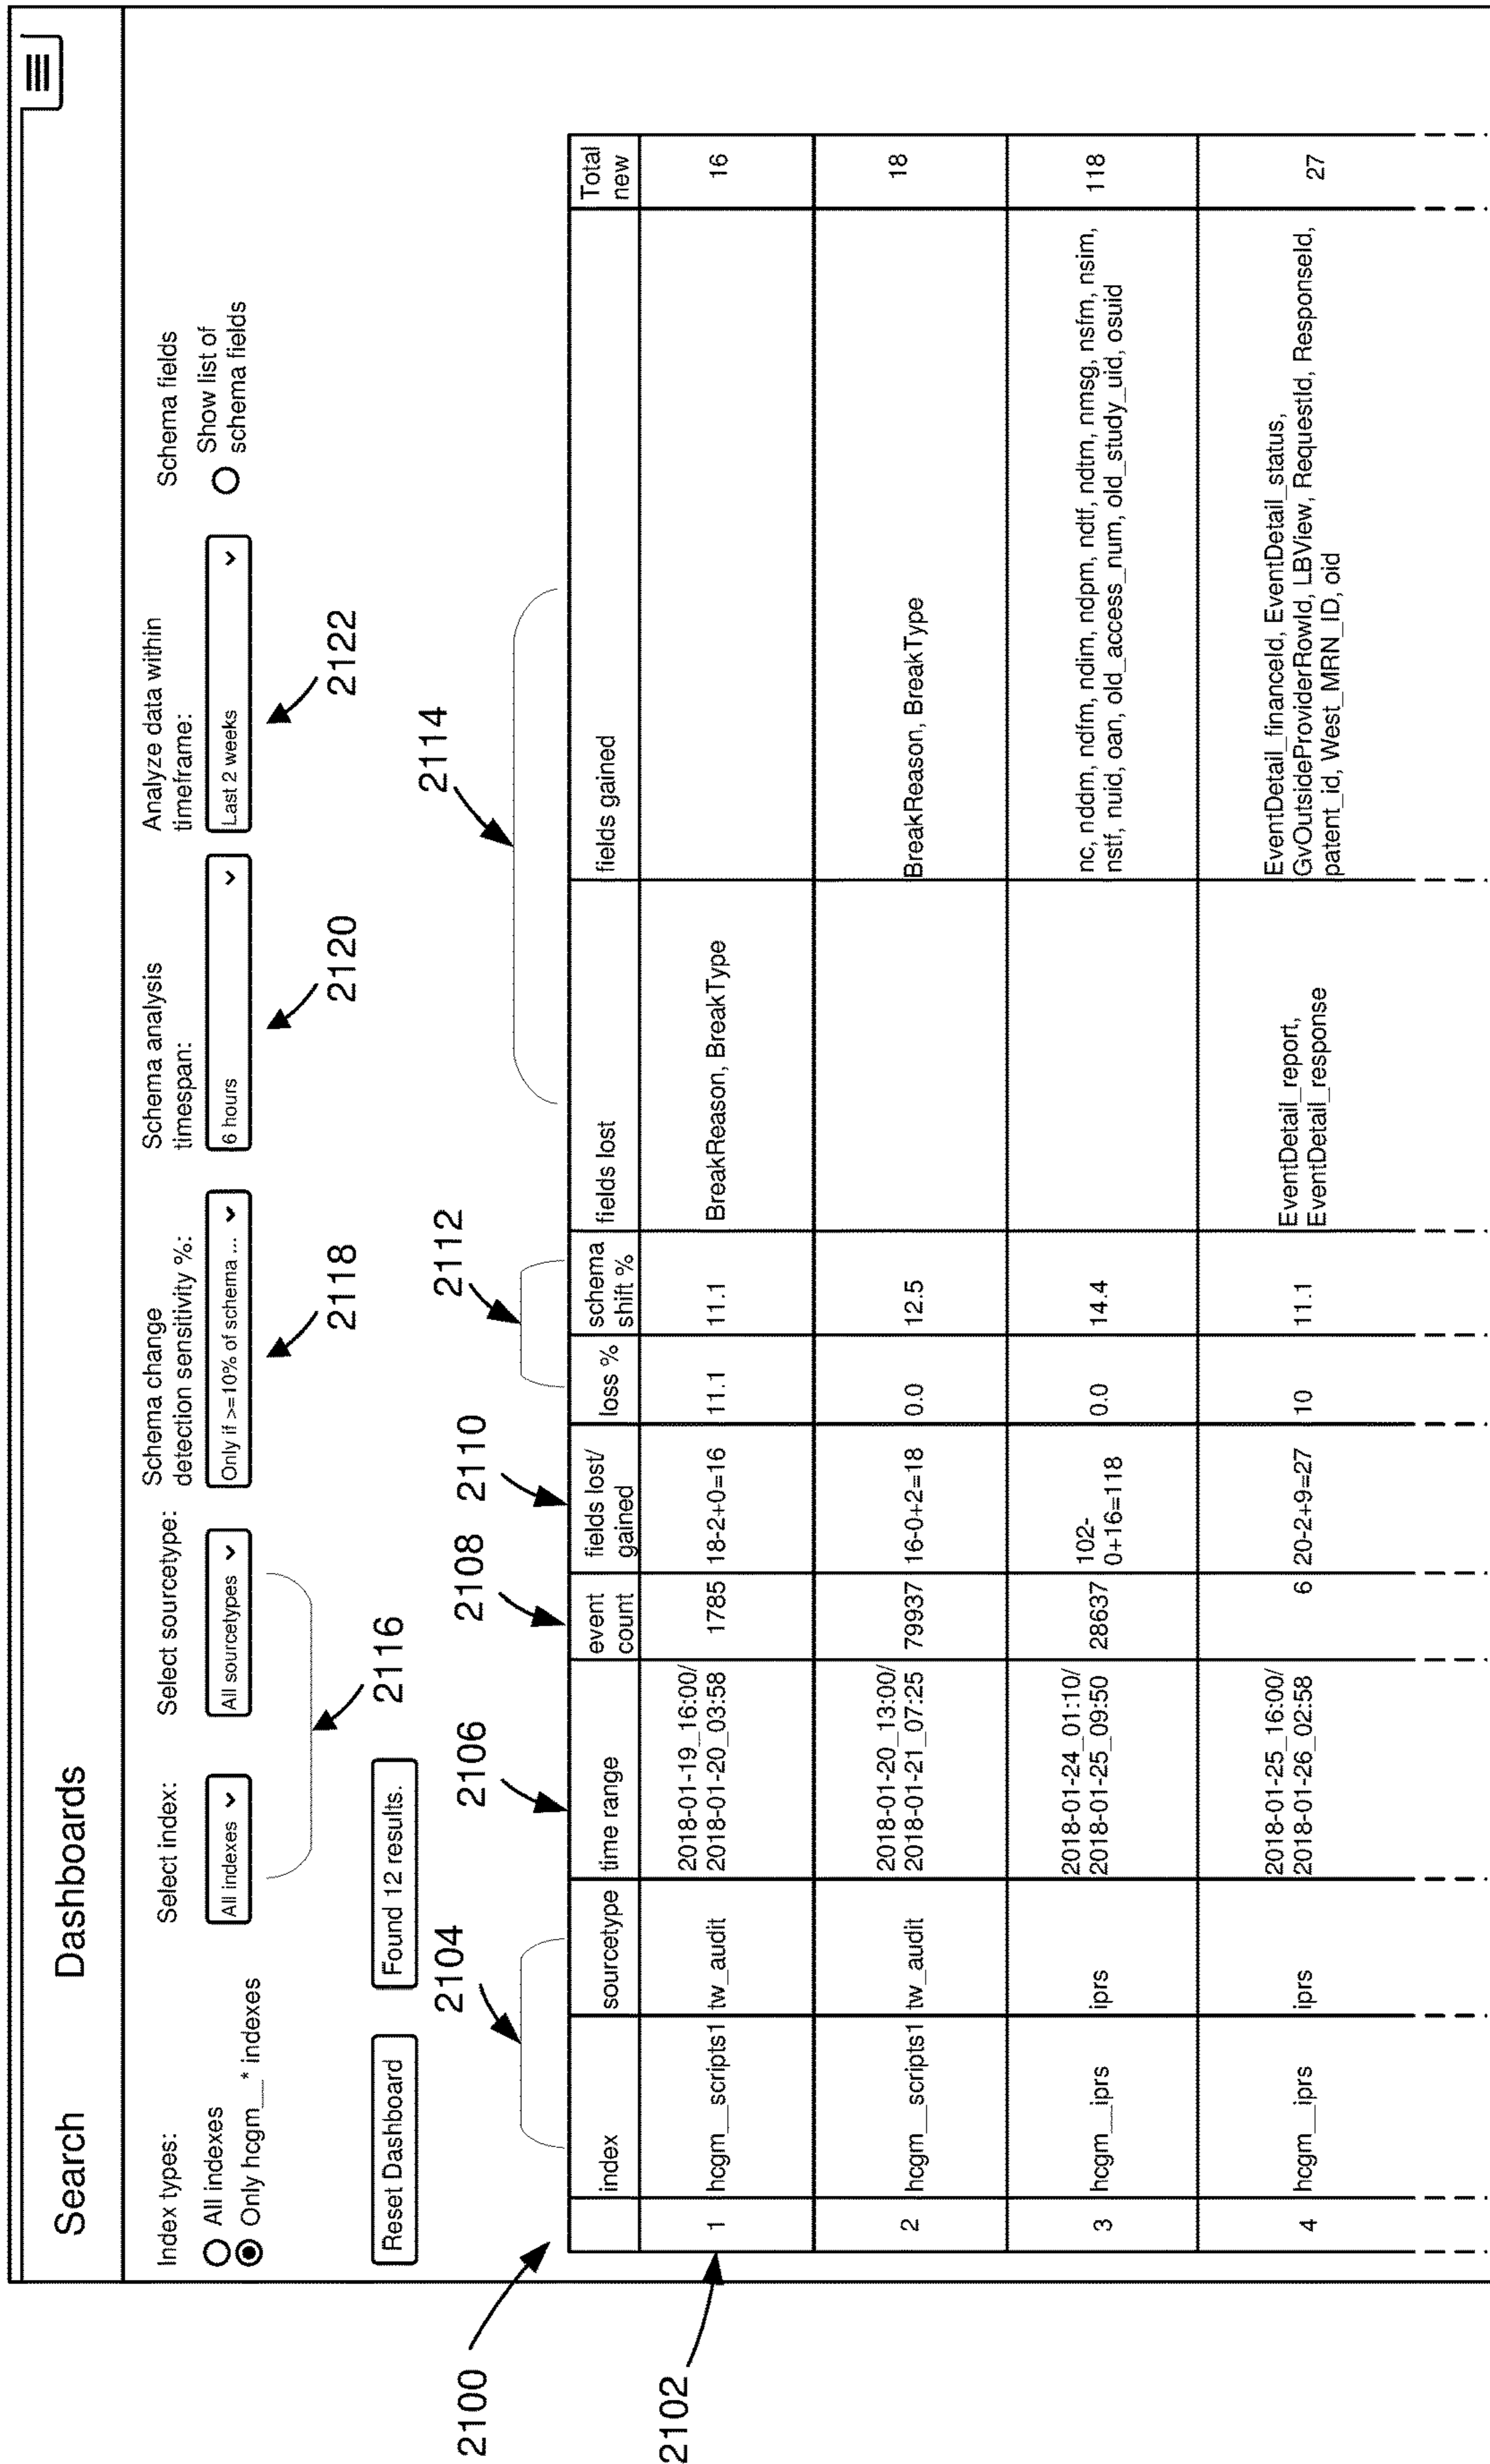 Search Dashboards
Index types:
All indexes
Only hcgm__* indexes
Select index:
All indexes
Select sourcetype:
All sourcetypes
2116
Schema change
detection sensitivity %:
Only if >=10% of schema ...
2118
Schema analysis
timespan:
6 hours
2120
Analyze data within
timeframe:
Last 2 weeks
2122
Schema fields
Show list of
schema fields
Reset Dashboard
Found 12 results.
2100
2102
2104
2106
2108
2110
2112
2114
index
sourcetype
time range
event
count
fields lost/
gained
loss %
schema
shift %
fields lost
fields gained
Total
new
1
hcgm__scripts1
tw_audit
2018-01-19_16:00/
2018-01-20_03:58
1785
18-2+0=16
11.1
11.1
BreakReason, BreakType
16
2
hcgm__scripts1
tw_audit
2018-01-20_13:00/
2018-01-21_07:25
79937
16-0+2=18
0.0
12.5
BreakReason, BreakType
18
3
hcgm__iprs
iprs
2018-01-24_01:10/
2018-01-25_09:50
28637
102-
0+16=118
0.0
14.4
nc, nddm, ndfm, ndim, ndpm, ndtf, ndtm, nmsg, nsfm, nsim,
nstf, nuid, oan, old_access_num, old_study_uid, osuid
118
4
hcgm__iprs
iprs
2018-01-25_16:00/
2018-01-26_02:58
6
20-2+9=27
10
11.1
EventDetail_report,
EventDetail_response
EventDetail_financeId, EventDetail_status,
GvOutsideProviderRowId, LBView, RequestId, ResponseId,
patent_id, West_MRN_ID, oid
27